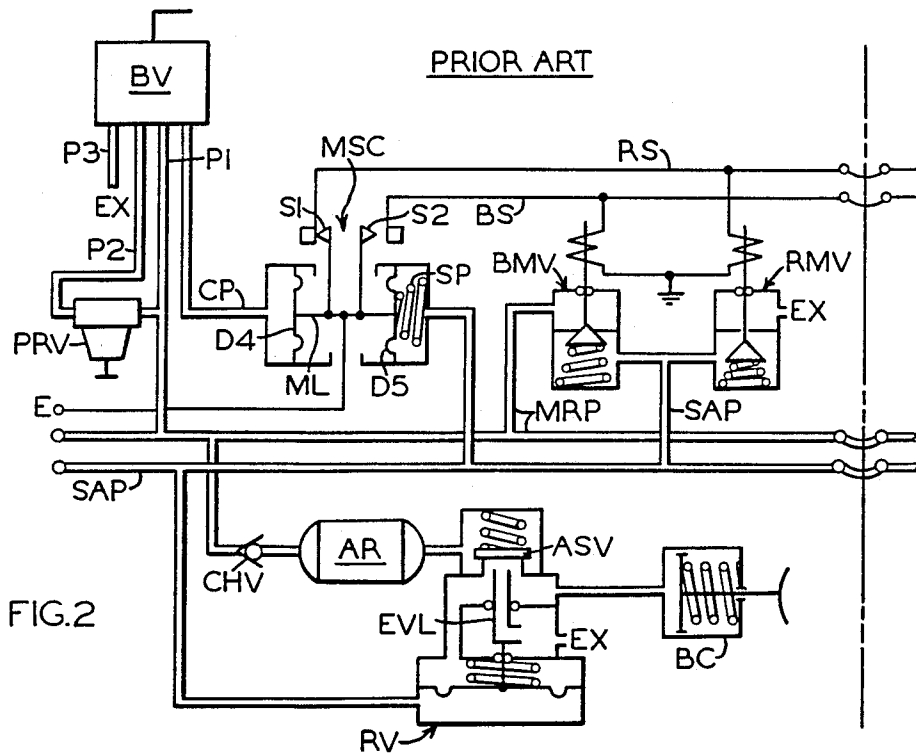 PRIOR ART
BV
P3
P1
EX
P2
MSC
S1
S2
RS
BS
CP
SP
BMV
RMV
EX
PRV
D4
ML
D5
E
MRP
SAP
SAP
AR
ASV
CHV
EVL
EX
BC
RV
FIG.2